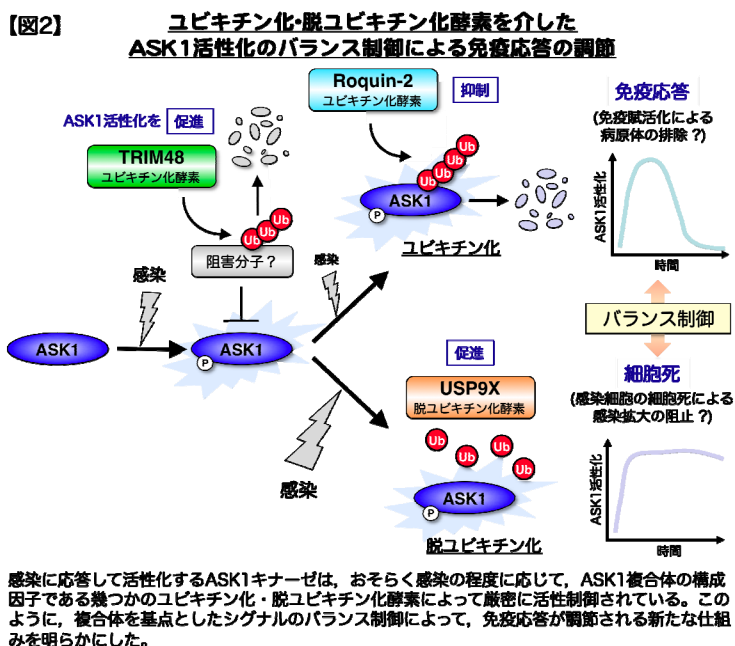 【図2】
ユビキチン化・脱ユビキチン化酵素を介した
ASK1活性化のバランス制御による免疫応答の調節
ASK1活性化を 促進
TRIM48
ユビキチン化酵素
Ub
Ub
Ub
阻害分子？
感染
ASK1
P
ASK1
感染
感染
Roquin-2
ユビキチン化酵素
抑制
Ub
Ub
Ub
Ub
ASK1
P
ユビキチン化
促進
USP9X
脱ユビキチン化酵素
Ub
Ub
Ub
Ub
ASK1
P
脱ユビキチン化
免疫応答
(免疫賦活化による
病原体の排除？)
ASK1活性化
時間
バランス制御
細胞死
(感染細胞の細胞死による
感染拡大の阻止？)
ASK1活性化
時間
感染に応答して活性化するASK1キナーゼは，おそらく感染の程度に応じて，ASK1複合体の構成
因子である幾つかのユビキチン化・脱ユビキチン化酵素によって厳密に活性制御されている。この
ように，複合体を基点としたシグナルのバランス制御によって，免疫応答が調節される新たな仕組
みを明らかにした。